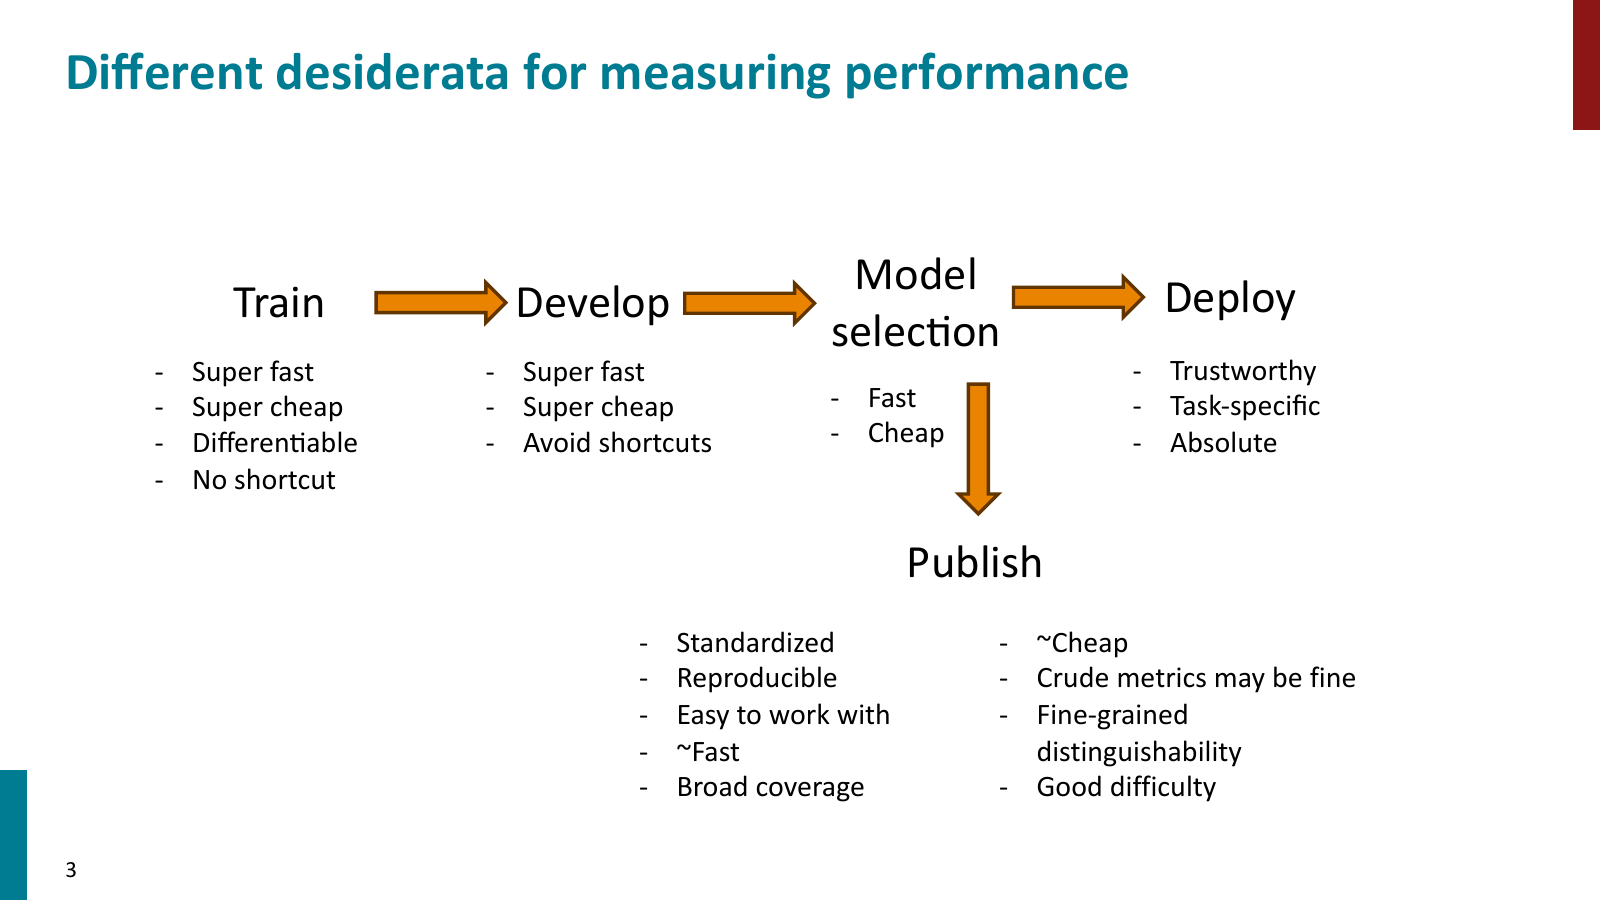 Different desiderata for measuring performance
Train
- Super fast
- Super cheap
- Differentiable
- No shortcut
Develop
- Super fast
- Super cheap
- Avoid shortcuts
Model
selection
- Fast
- Cheap
Deploy
- Trustworthy
- Task-specific
- Absolute
Publish
- Standardized
- Reproducible
- Easy to work with
- ~Fast
- Broad coverage
- ~Cheap
- Crude metrics may be fine
- Fine-grained
distinguishability
- Good difficulty
3